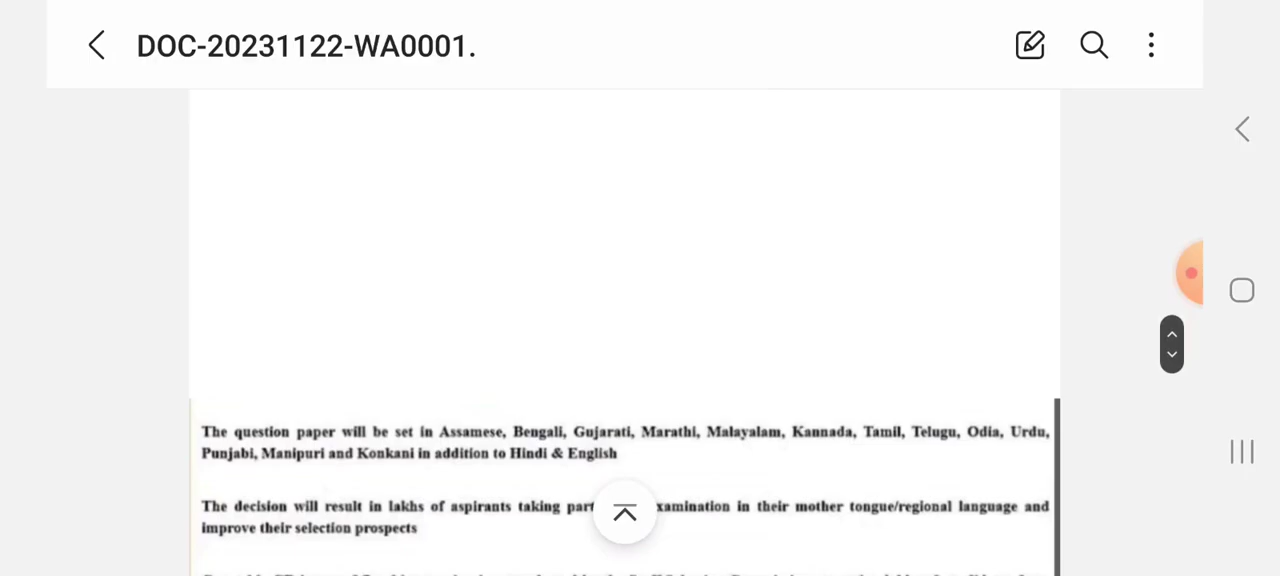 DOC-20231122-WA0001.
The question paper will be set in Assamese, Bengali, Gujarati, Marathi, Malayalam, Kannada, Tamil, Telugu, Odia, Urdu,
Punjabi, Manipuri and Konkani in addition to Hindi & English
The decision will result in lakhs of aspirants taking part xamination in their mother tongue/regional language and
improve their selection prospects